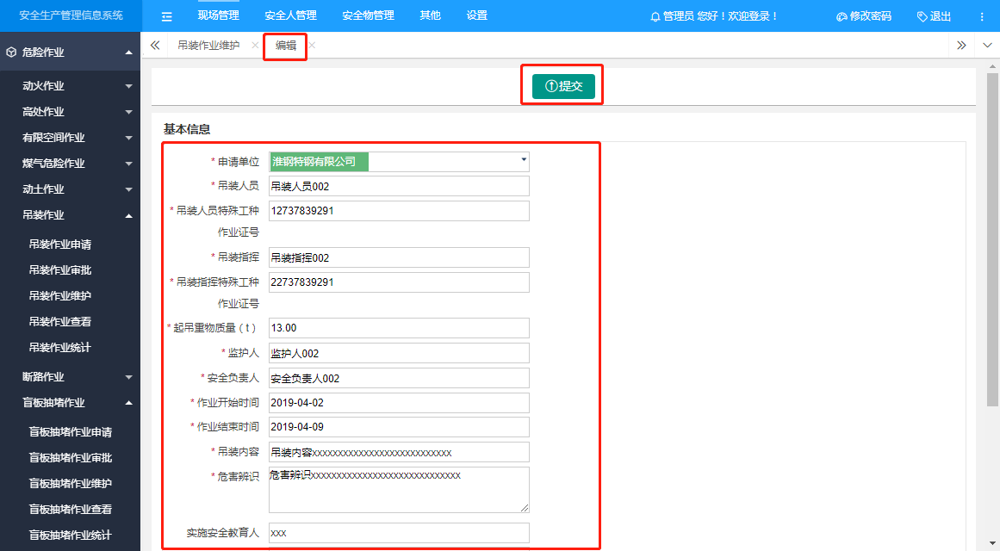 安全生产管理信息系统
现场管理 安全人管理 安全物管理 其他 设置
管理员 您好！欢迎登录！
修改密码 退出
危险作业
动火作业
高处作业
有限空间作业
煤气危险作业
动土作业
吊装作业
吊装作业申请
吊装作业审批
吊装作业维护
吊装作业查看
吊装作业统计
断路作业
盲板抽堵作业
盲板抽堵作业申请
盲板抽堵作业审批
盲板抽堵作业维护
盲板抽堵作业查看
盲板抽堵作业统计
吊装作业维护 × 编辑 ×
提交
基本信息
* 申请单位 淮钢特钢有限公司
* 吊装人员 吊装人员002
* 吊装人员特殊工种 12737839291
作业证号
* 吊装指挥 吊装指挥002
* 吊装指挥特殊工种 22737839291
作业证号
* 起吊重物质量 ( t ) 13.00
* 监护人 监护人002
* 安全负责人 安全负责人002
* 作业开始时间 2019-04-02
* 作业结束时间 2019-04-09
* 吊装内容 吊装内容xxxxxxxxxxxxxxxxxxxxxxxxxxx
* 危害辨识 危害辨识xxxxxxxxxxxxxxxxxxxxxxxxxxxxx
实施安全教育人 xxx